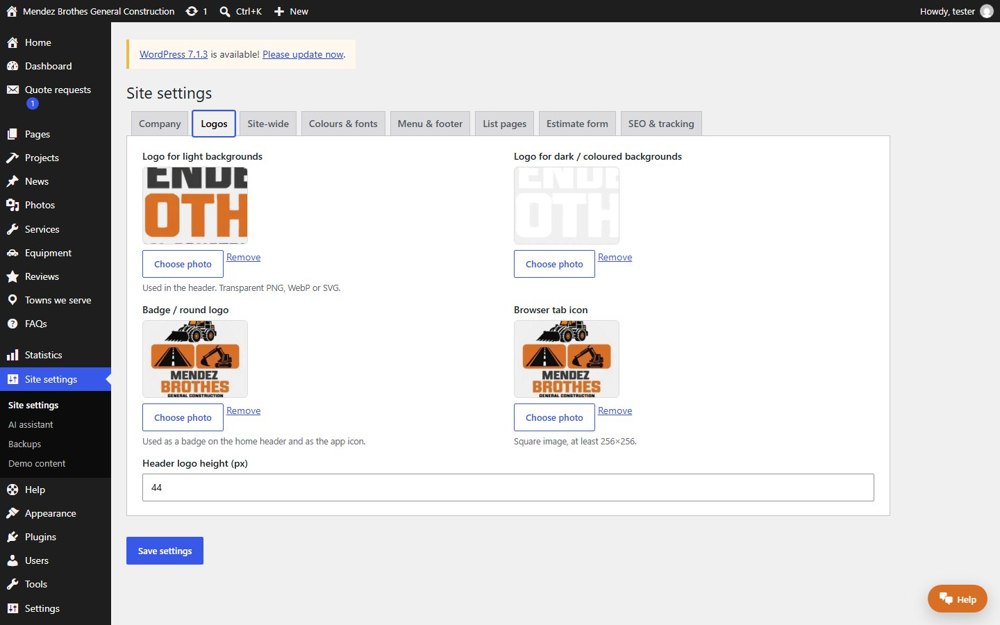 Mendez Brothes General Construction
1
Ctrl+K
New
Howdy, tester
Home
Dashboard
Quote requests
1
Pages
Projects
News
Photos
Services
Equipment
Reviews
Towns we serve
FAQs
Statistics
Site settings
Site settings
AI assistant
Backups
Demo content
Help
Appearance
Plugins
Users
Tools
Settings
WordPress 7.1.3 is available! Please update now.
Site settings
Company
Logos
Site-wide
Colours & fonts
Menu & footer
List pages
Estimate form
SEO & tracking
Logo for light backgrounds
Logo for dark / coloured backgrounds
ENDE
OTH
ENDE
OTH
Choose photo
Remove
Choose photo
Remove
Used in the header. Transparent PNG, WebP or SVG.
Badge / round logo
Browser tab icon
MENDEZ
BROTHES
GENERAL CONSTRUCTION
MENDEZ
BROTHES
GENERAL CONSTRUCTION
Choose photo
Remove
Choose photo
Remove
Used as a badge on the home header and as the app icon.
Square image, at least 256×256.
Header logo height (px)
44
Save settings
Help